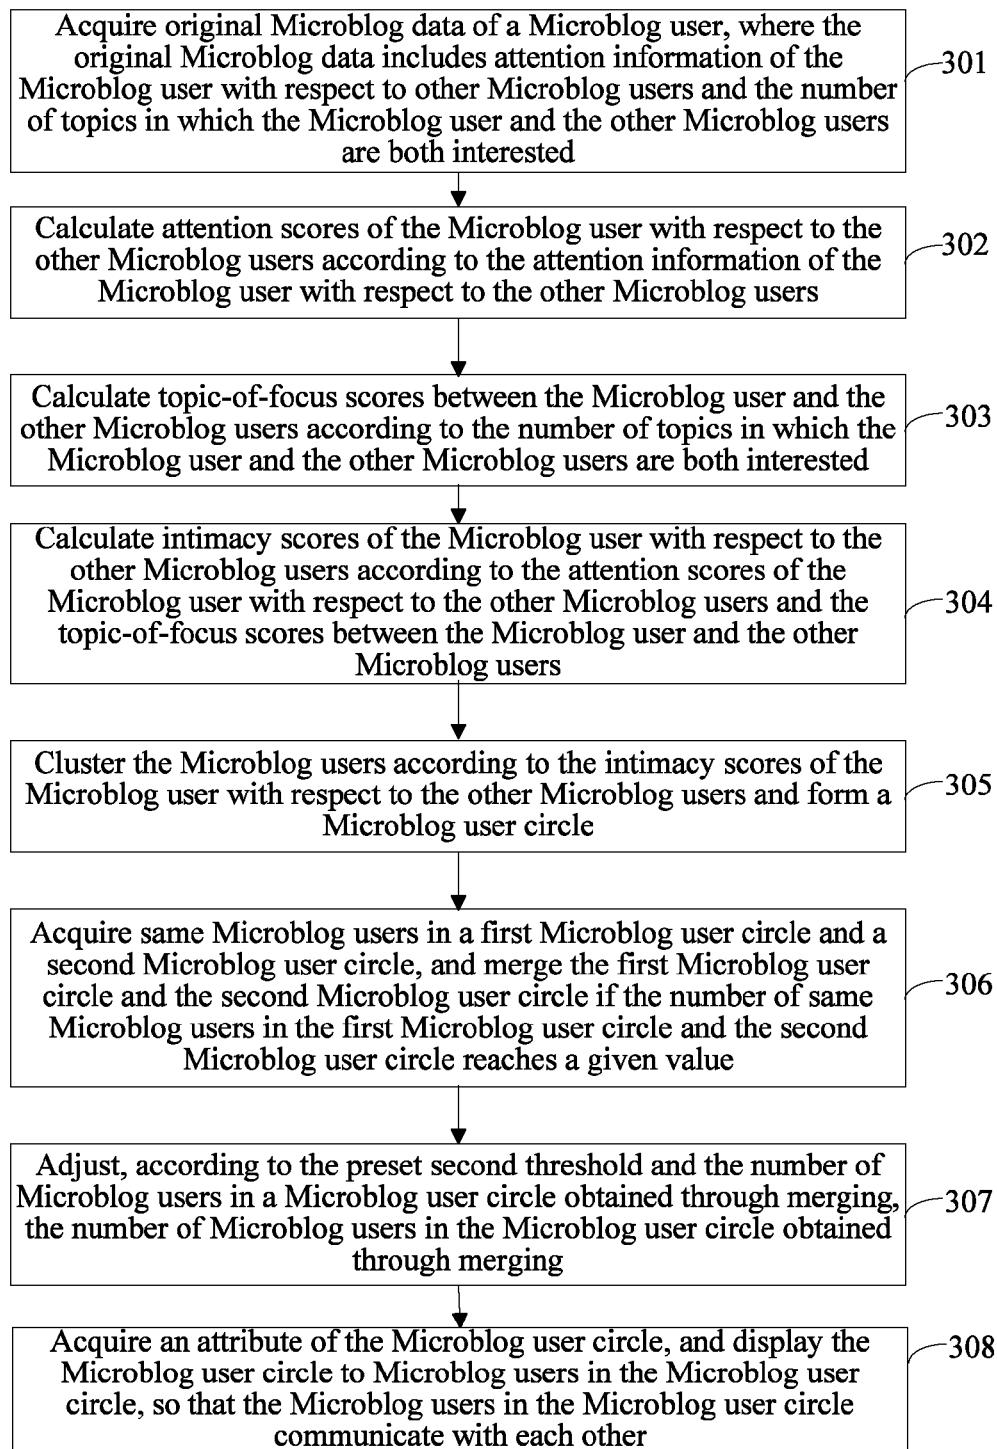 Acquire original Microblog data of a Microblog user, where the
original Microblog data includes attention information of the
Microblog user with respect to other Microblog users and the number
of topics in which the Microblog user and the other Microblog users
are both interested
301
Calculate attention scores of the Microblog user with respect to the
other Microblog users according to the attention information of the
Microblog user with respect to the other Microblog users
302
Calculate topic-of-focus scores between the Microblog user and the
other Microblog users according to the number of topics in which the
Microblog user and the other Microblog users are both interested
303
Calculate intimacy scores of the Microblog user with respect to the
other Microblog users according to the attention scores of the
Microblog user with respect to the other Microblog users and the
topic-of-focus scores between the Microblog user and the other
Microblog users
304
Cluster the Microblog users according to the intimacy scores of the
Microblog user with respect to the other Microblog users and form a
Microblog user circle
305
Acquire same Microblog users in a first Microblog user circle and a
second Microblog user circle, and merge the first Microblog user
circle and the second Microblog user circle if the number of same
Microblog users in the first Microblog user circle and the second
Microblog user circle reaches a given value
306
Adjust, according to the preset second threshold and the number of
Microblog users in a Microblog user circle obtained through merging,
the number of Microblog users in the Microblog user circle obtained
through merging
307
Acquire an attribute of the Microblog user circle, and display the
Microblog user circle to Microblog users in the Microblog user
circle, so that the Microblog users in the Microblog user circle
communicate with each other
308